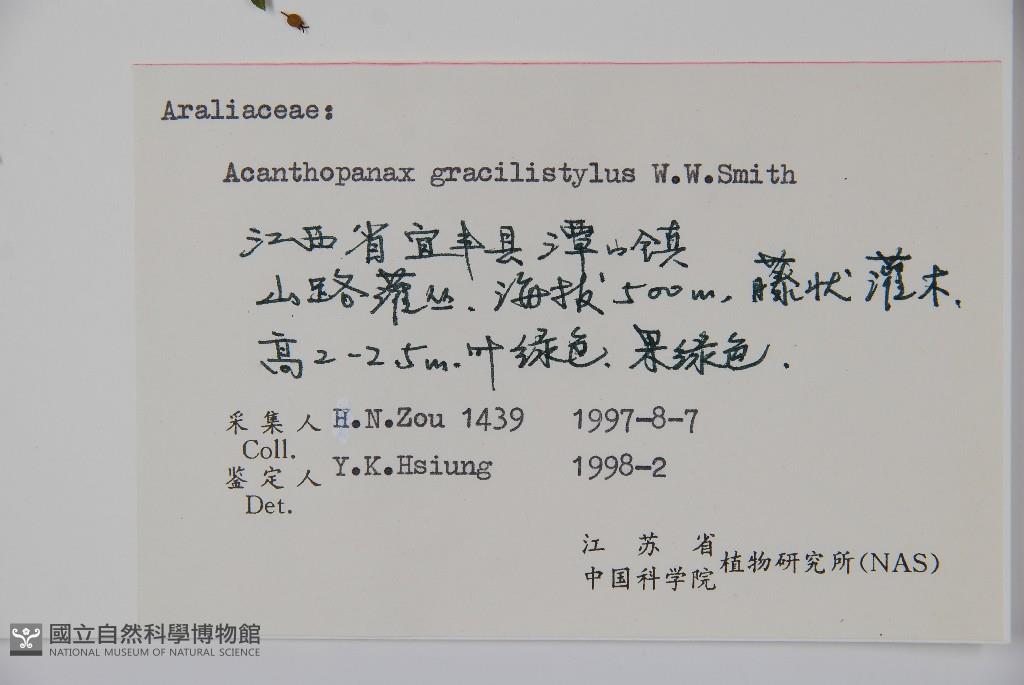 Araliaceae:
Acanthopanax gracilistylus W.W.Smith
江西省宜丰县潭山镇
山路灌丛.海拔500m,藤状灌木.
高2-2.5m.叶绿色.果绿色.
采集人 H.N.Zou 1439 1997-8-7
Coll.
鉴定人 Y.K.Hsiung 1998-2
Det.
江苏省
中国科学院植物研究所(NAS)
國立自然科學博物館
NATIONAL MUSEUM OF NATURAL SCIENCE